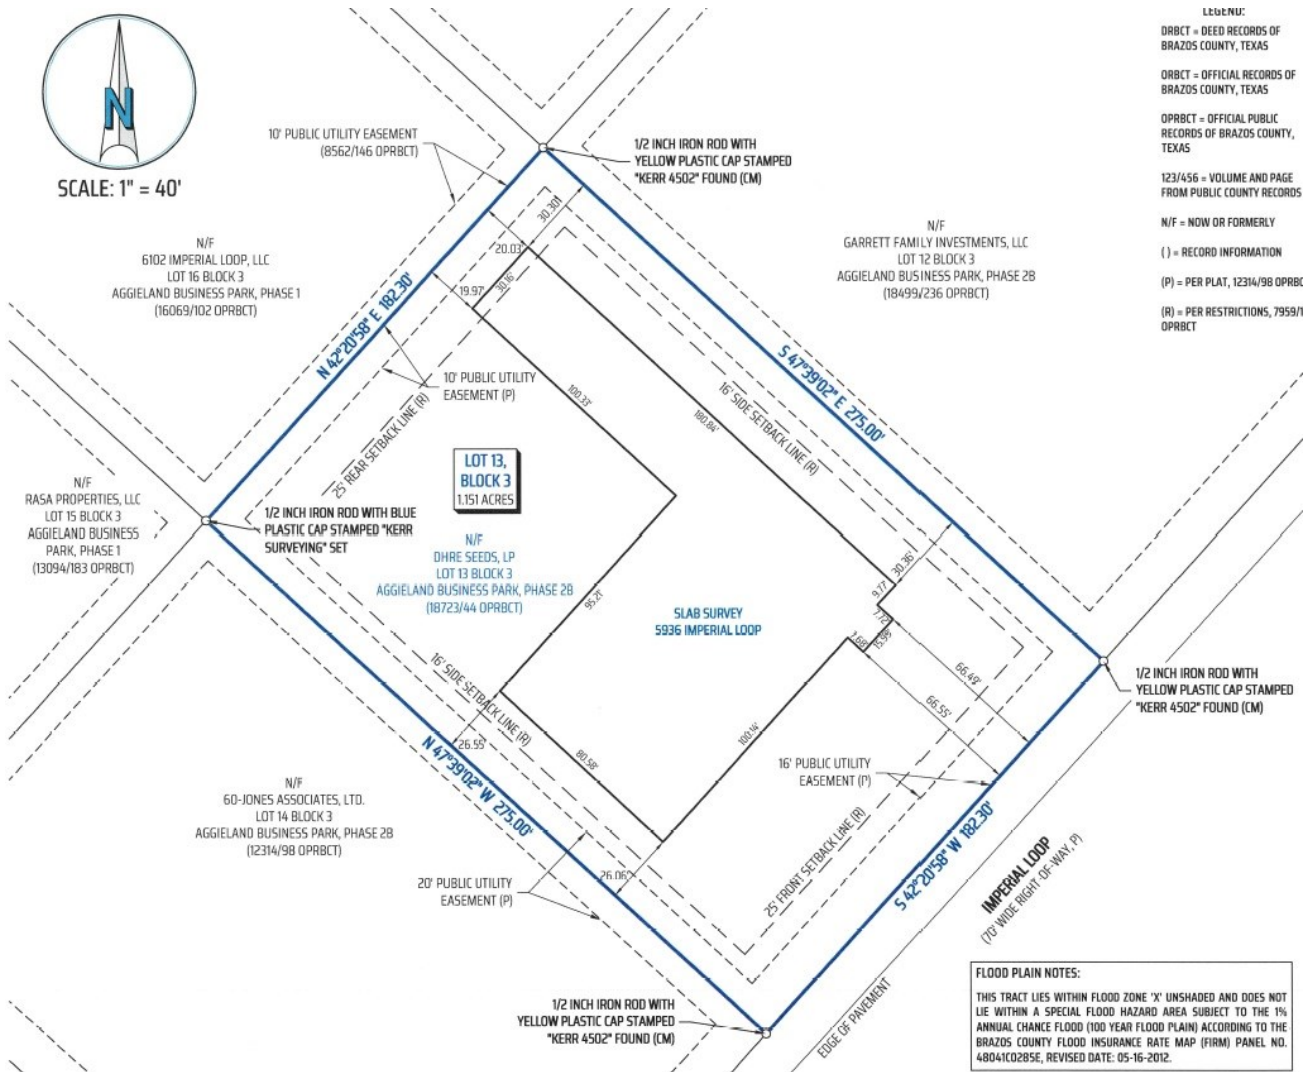 N
SCALE: 1" = 40'
LEGEND:
DRBCT = DEED RECORDS OF
BRAZOS COUNTY, TEXAS
ORBCT = OFFICIAL RECORDS OF
BRAZOS COUNTY, TEXAS
OPRBCT = OFFICIAL PUBLIC
RECORDS OF BRAZOS COUNTY,
TEXAS
123/456 = VOLUME AND PAGE
FROM PUBLIC COUNTY RECORDS
N/F = NOW OR FORMERLY
( ) = RECORD INFORMATION
(P) = PER PLAT, 12314/98 OPRBC
(R) = PER RESTRICTIONS, 7959/1
OPRBCT
10' PUBLIC UTILITY EASEMENT
(8562/146 OPRBCT)
1/2 INCH IRON ROD WITH
YELLOW PLASTIC CAP STAMPED
"KERR 4502" FOUND (CM)
N/F
6102 IMPERIAL LOOP, LLC
LOT 16 BLOCK 3
AGGIELAND BUSINESS PARK, PHASE 1
(16069/102 OPRBCT)
N/F
GARRETT FAMILY INVESTMENTS, LLC
LOT 12 BLOCK 3
AGGIELAND BUSINESS PARK, PHASE 2B
(18499/236 OPRBCT)
30.30'
20.03'
30.16'
19.97'
N 42°20'58" E 182.30'
S 47°39'02" E 275.00'
10' PUBLIC UTILITY
EASEMENT (P)
100.33'
180.84'
16' SIDE SETBACK LINE (R)
25' REAR SETBACK LINE (R)
LOT 13,
BLOCK 3
1.151 ACRES
N/F
RASA PROPERTIES, LLC
LOT 15 BLOCK 3
AGGIELAND BUSINESS
PARK, PHASE 1
(13094/183 OPRBCT)
1/2 INCH IRON ROD WITH BLUE
PLASTIC CAP STAMPED "KERR
SURVEYING" SET
N/F
DHRE SEEDS, LP
LOT 13 BLOCK 3
AGGIELAND BUSINESS PARK, PHASE 2B
(18723/44 OPRBCT)
95.21'
SLAB SURVEY
5936 IMPERIAL LOOP
30.36'
9.77'
7.72'
15.99'
66.49'
66.55'
1/2 INCH IRON ROD WITH
YELLOW PLASTIC CAP STAMPED
"KERR 4502" FOUND (CM)
16' SIDE SETBACK LINE (R)
26.55'
80.58'
100.14'
N 47°39'02" W 275.00'
16' PUBLIC UTILITY
EASEMENT (P)
25' FRONT SETBACK LINE (R)
S 42°20'58" W 182.30'
IMPERIAL LOOP
(70' WIDE RIGHT-OF-WAY, P)
N/F
60-JONES ASSOCIATES, LTD.
LOT 14 BLOCK 3
AGGIELAND BUSINESS PARK, PHASE 2B
(12314/98 OPRBCT)
20' PUBLIC UTILITY
EASEMENT (P)
26.06'
1/2 INCH IRON ROD WITH
YELLOW PLASTIC CAP STAMPED
"KERR 4502" FOUND (CM)
EDGE OF PAVEMENT
FLOOD PLAIN NOTES:
THIS TRACT LIES WITHIN FLOOD ZONE 'X' UNSHADED AND DOES NOT
LIE WITHIN A SPECIAL FLOOD HAZARD AREA SUBJECT TO THE 1%
ANNUAL CHANCE FLOOD (100 YEAR FLOOD PLAIN) ACCORDING TO THE
BRAZOS COUNTY FLOOD INSURANCE RATE MAP (FIRM) PANEL NO.
48041C0285E, REVISED DATE: 05-16-2012.